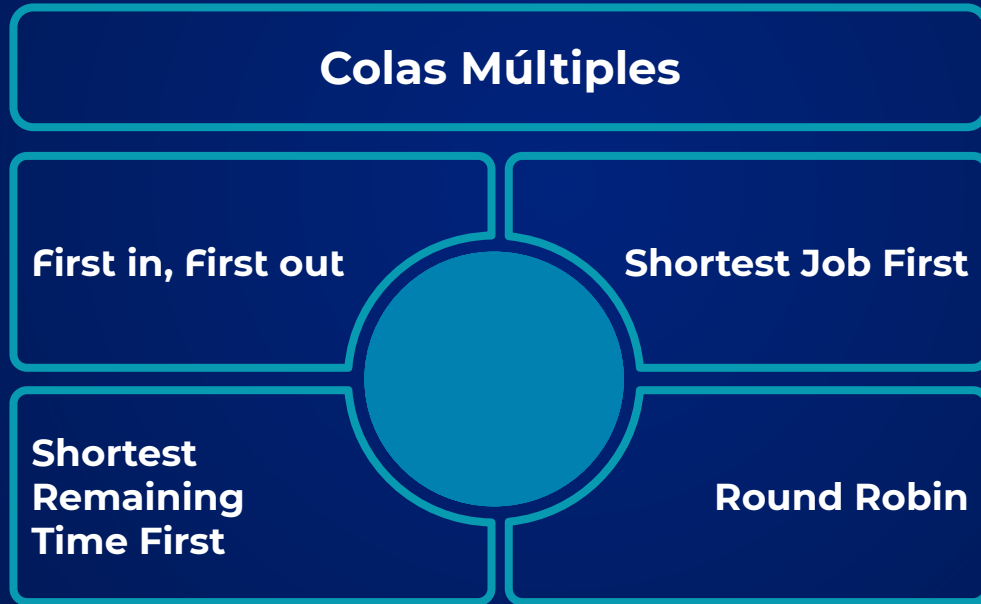 Colas Múltiples
First in, First out
Shortest Job First
Shortest
Remaining
Time First
Round Robin